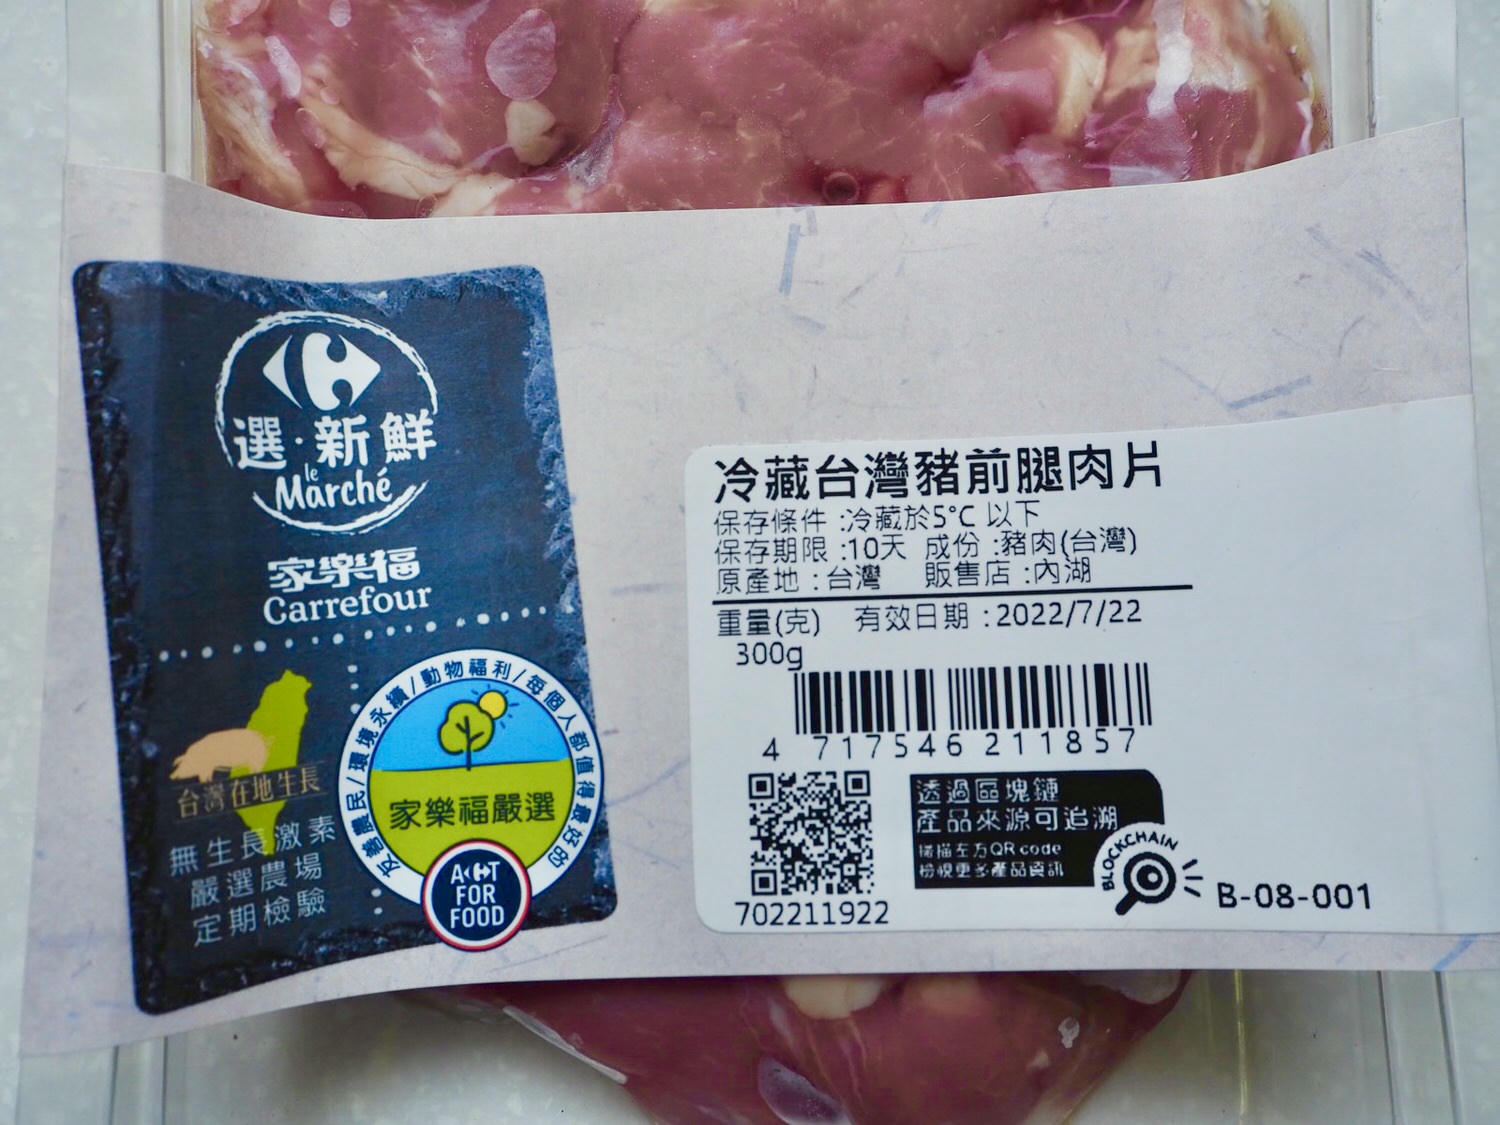 選·新鮮
le
Marché
家樂福
Carrefour
台灣在地生長
無生長激素
嚴選農場
定期檢驗
友善農民/環境永續/動物福利/每個人都值得最好的
家樂福嚴選
ACT
FOR
FOOD
冷藏台灣豬前腿肉片
保存條件:冷藏於5°C 以下
保存期限:10天 成份:豬肉(台灣)
原產地:台灣 販售店:內湖
重量(克) 有效日期:2022/7/22
300g
4 717546 211857
702211922
透過區塊鏈
產品來源可追溯
掃描左方QR code
檢視更多產品資訊
BLOCKCHAIN
B-08-001